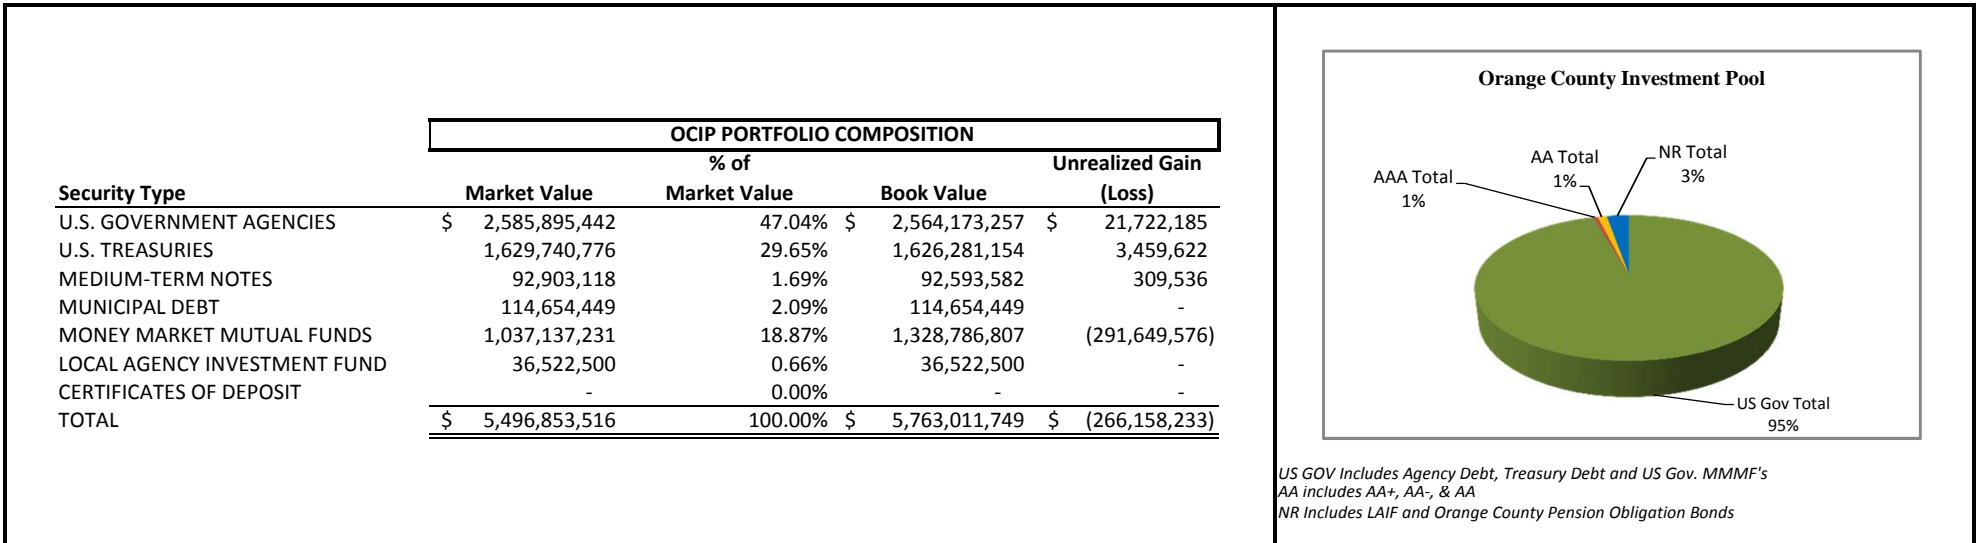 OCIP PORTFOLIO COMPOSITION
% of Unrealized Gain
Security Type Market Value Market Value Book Value (Loss)
U.S. GOVERNMENT AGENCIES $ 2,585,895,442 47.04% $ 2,564,173,257 $ 21,722,185
U.S. TREASURIES 1,629,740,776 29.65% 1,626,281,154 3,459,622
MEDIUM-TERM NOTES 92,903,118 1.69% 92,593,582 309,536
MUNICIPAL DEBT 114,654,449 2.09% 114,654,449 -
MONEY MARKET MUTUAL FUNDS 1,037,137,231 18.87% 1,328,786,807 (291,649,576)
LOCAL AGENCY INVESTMENT FUND 36,522,500 0.66% 36,522,500 -
CERTIFICATES OF DEPOSIT - 0.00% - -
TOTAL $ 5,496,853,516 100.00% $ 5,763,011,749 $ (266,158,233)
Orange County Investment Pool
AAA Total
1%
AA Total
1%
NR Total
3%
US Gov Total
95%
US GOV Includes Agency Debt, Treasury Debt and US Gov. MMMF's
AA includes AA+, AA-, & AA
NR Includes LAIF and Orange County Pension Obligation Bonds